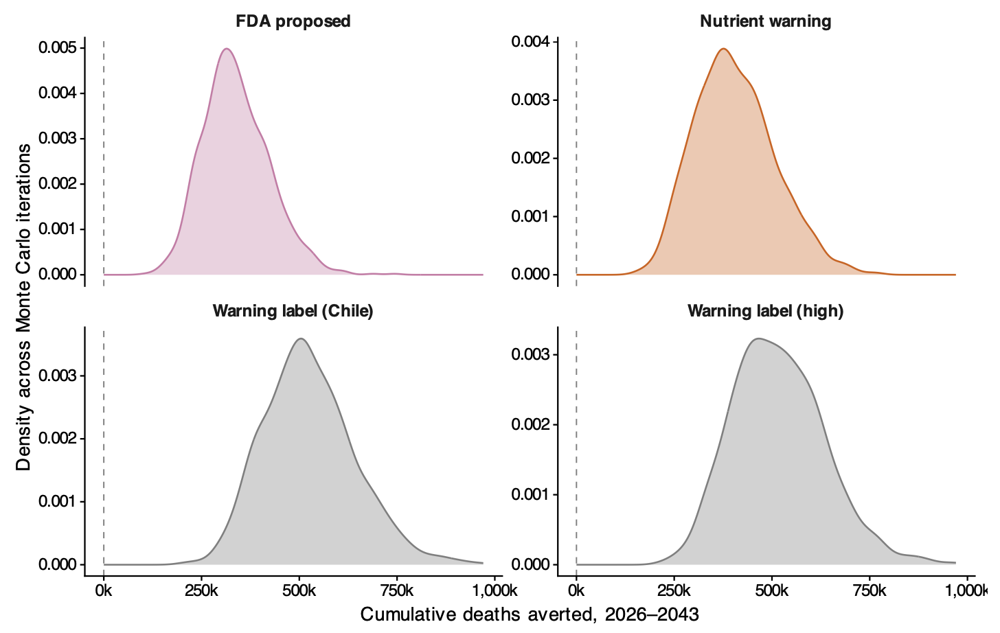 FDA proposed
Nutrient warning
0.005
0.004
0.003
0.002
0.001
0.000
0.004
0.003
0.002
0.001
0.000
Density across Monte Carlo iterations
Warning label (Chile)
Warning label (high)
0.003
0.002
0.001
0.000
0.003
0.002
0.001
0.000
0k 250k 500k 750k 1,000k
0k 250k 500k 750k 1,000k
Cumulative deaths averted, 2026–2043